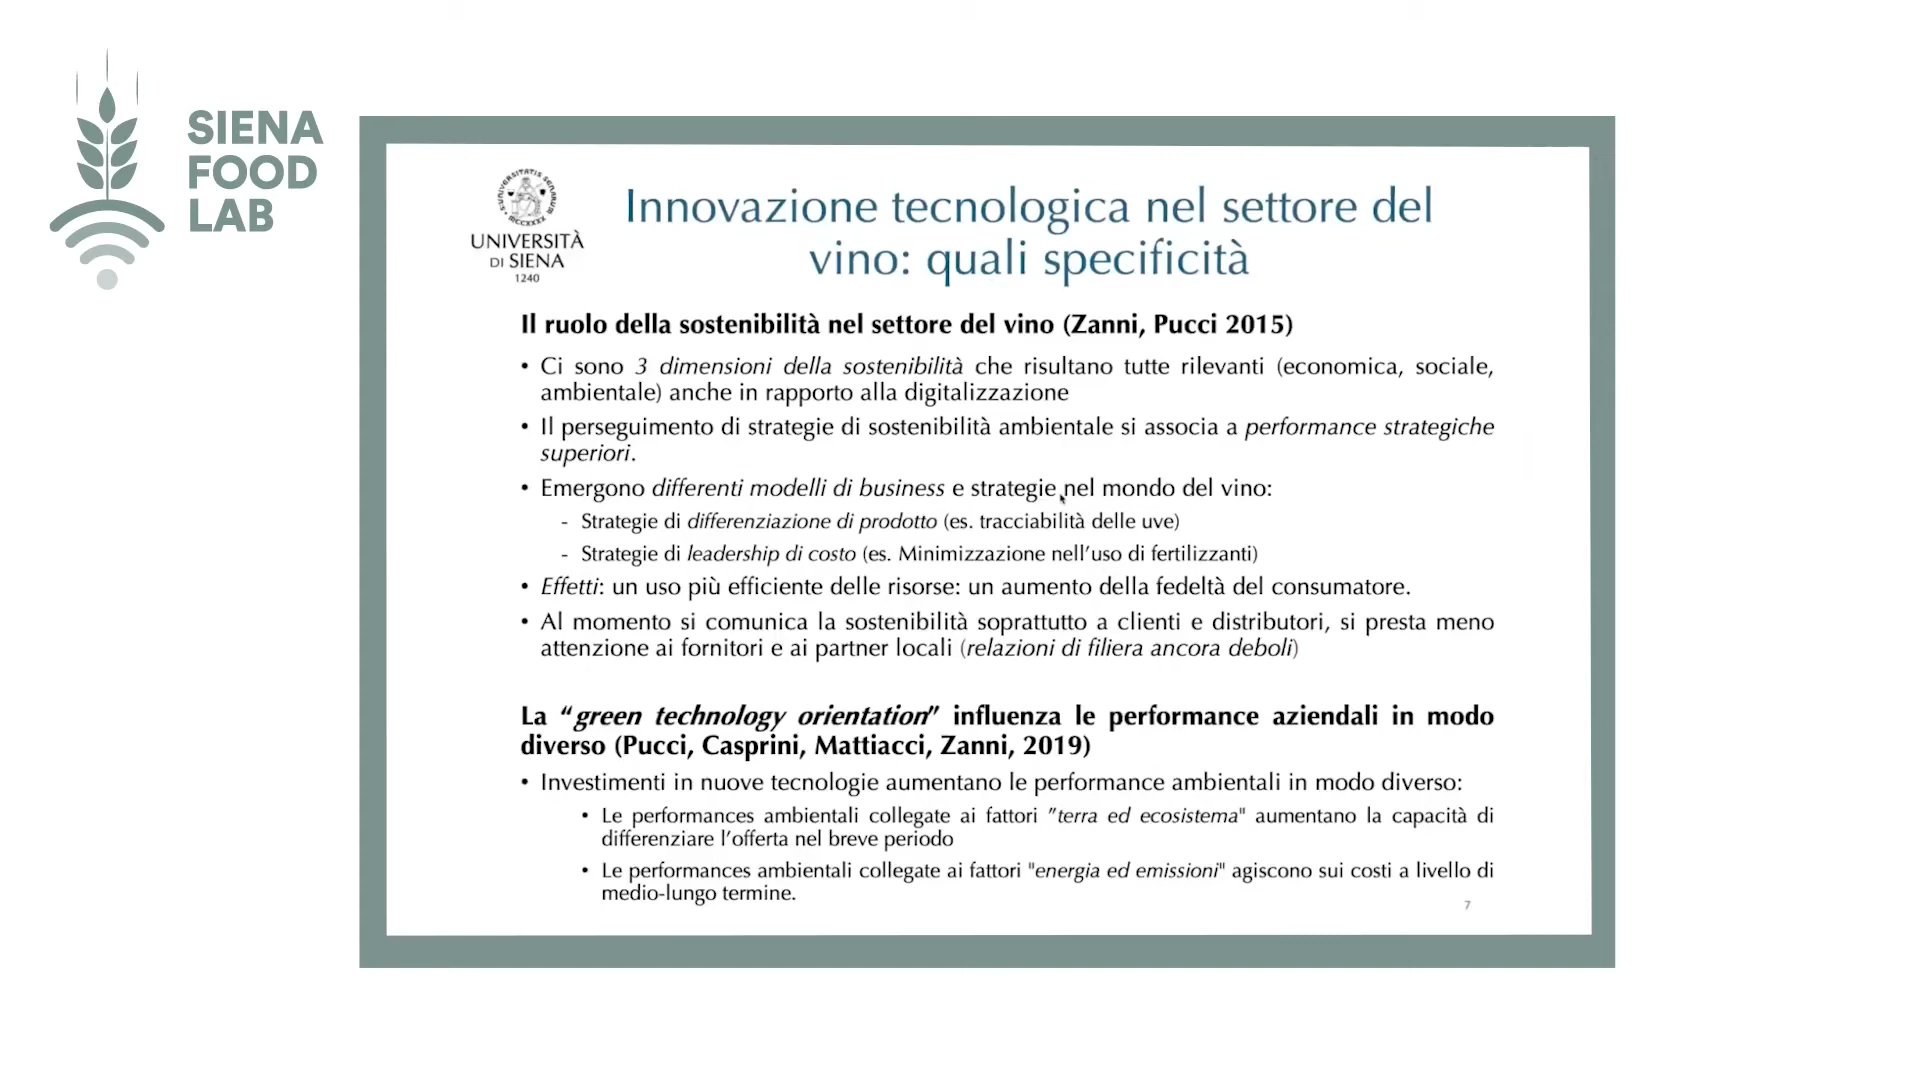 SIENA
FOOD
LAB
UNIVERSITÀ
DI SIENA
1240
Innovazione tecnologica nel settore del
vino: quali specificità
Il ruolo della sostenibilità nel settore del vino (Zanni, Pucci 2015)
• Ci sono 3 dimensioni della sostenibilità che risultano tutte rilevanti (economica, sociale,
ambientale) anche in rapporto alla digitalizzazione
• Il perseguimento di strategie di sostenibilità ambientale si associa a performance strategiche
superiori.
• Emergono differenti modelli di business e strategie nel mondo del vino:
- Strategie di differenziazione di prodotto (es. tracciabilità delle uve)
- Strategie di leadership di costo (es. Minimizzazione nell'uso di fertilizzanti)
• Effetti: un uso più efficiente delle risorse: un aumento della fedeltà del consumatore.
• Al momento si comunica la sostenibilità soprattutto a clienti e distributori, si presta meno
attenzione ai fornitori e ai partner locali (relazioni di filiera ancora deboli)
La “green technology orientation” influenza le performance aziendali in modo
diverso (Pucci, Casprini, Mattiacci, Zanni, 2019)
• Investimenti in nuove tecnologie aumentano le performance ambientali in modo diverso:
• Le performances ambientali collegate ai fattori ”terra ed ecosistema" aumentano la capacità di
differenziare l'offerta nel breve periodo
• Le performances ambientali collegate ai fattori "energia ed emissioni" agiscono sui costi a livello di
medio-lungo termine.
7